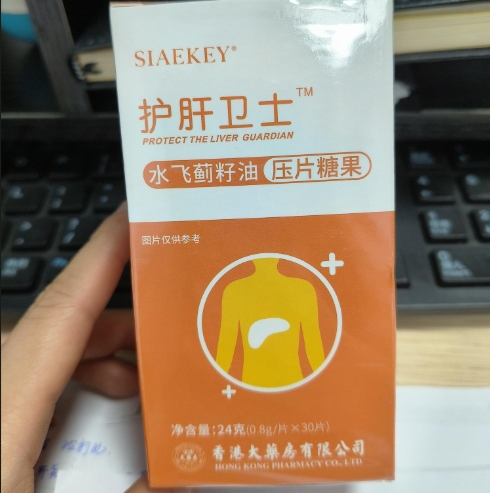 SIAEKEY®
护肝卫士™
PROTECT THE LIVER GUARDIAN
水飞蓟籽油 压片糖果
图片仅供参考
净含量:24克(0.8g/片×30片)
香港大藥房有限公司
HONG KONG PHARMACY CO., LTD